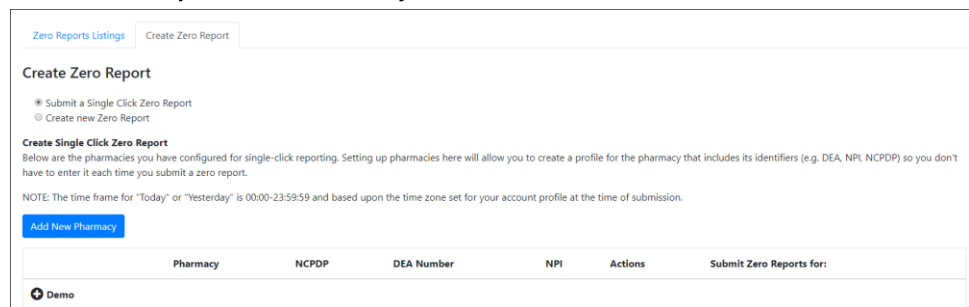 Zero Reports Listings Create Zero Report
Create Zero Report
Submit a Single Click Zero Report
Create new Zero Report
Create Single Click Zero Report
Below are the pharmacies you have configured for single-click reporting. Setting up pharmacies here will allow you to create a profile for the pharmacy that includes its identifiers (e.g. DEA, NPI, NCPDP) so you don't
have to enter it each time you submit a zero report.
NOTE: The time frame for "Today" or "Yesterday" is 00:00-23:59:59 and based upon the time zone set for your account profile at the time of submission.
Add New Pharmacy
Pharmacy NCPDP DEA Number NPI Actions Submit Zero Reports for:
Demo